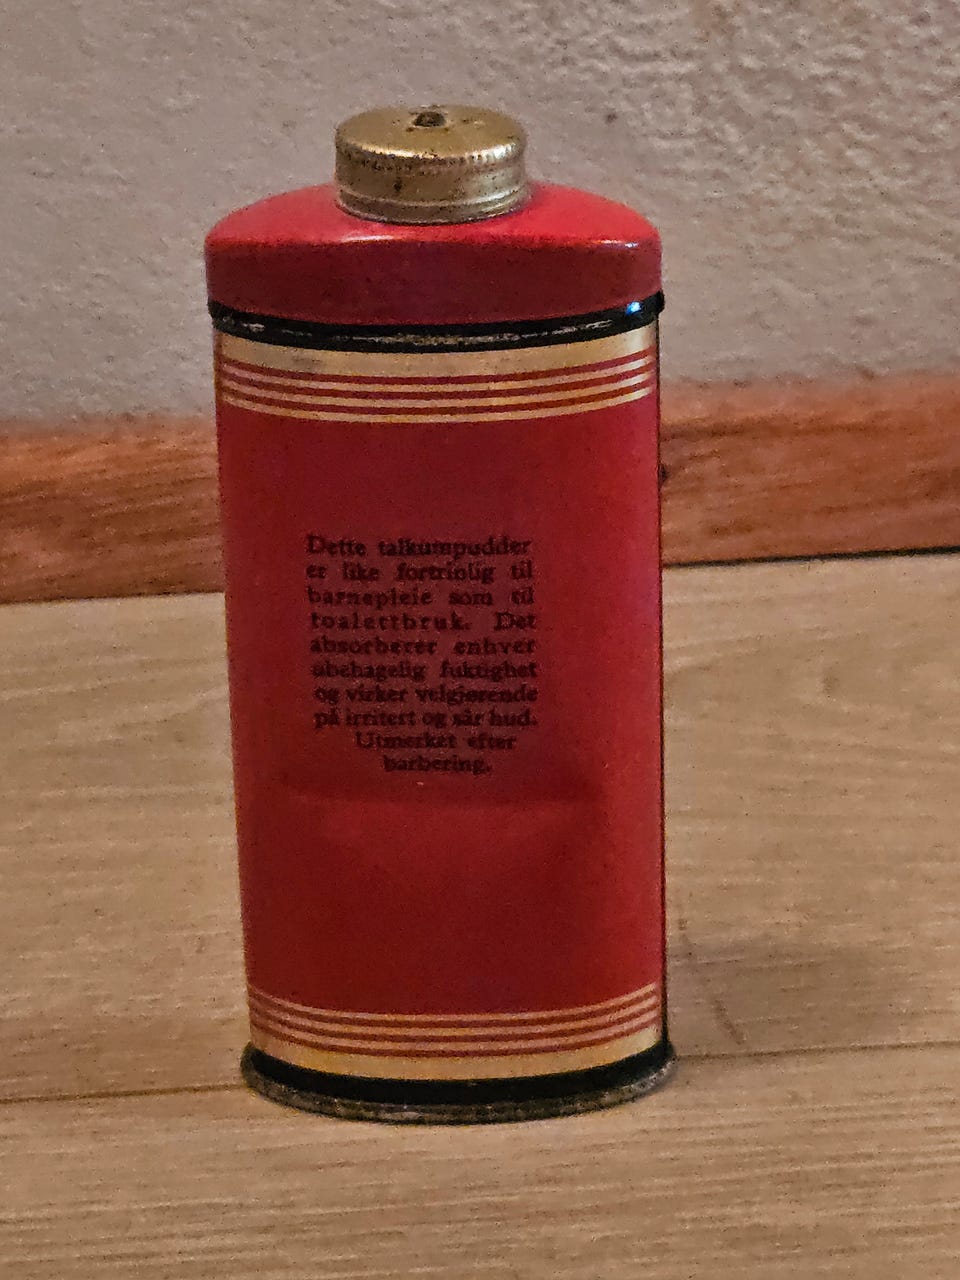 Dette talkumpudder
er like fortrinlig til
barnepleie som til
toalettbruk. Det
absorberer enhver
ubehagelig fuktighet
og virker velgjørende
på irritert og sår hud.
Utmerket efter
barbering.